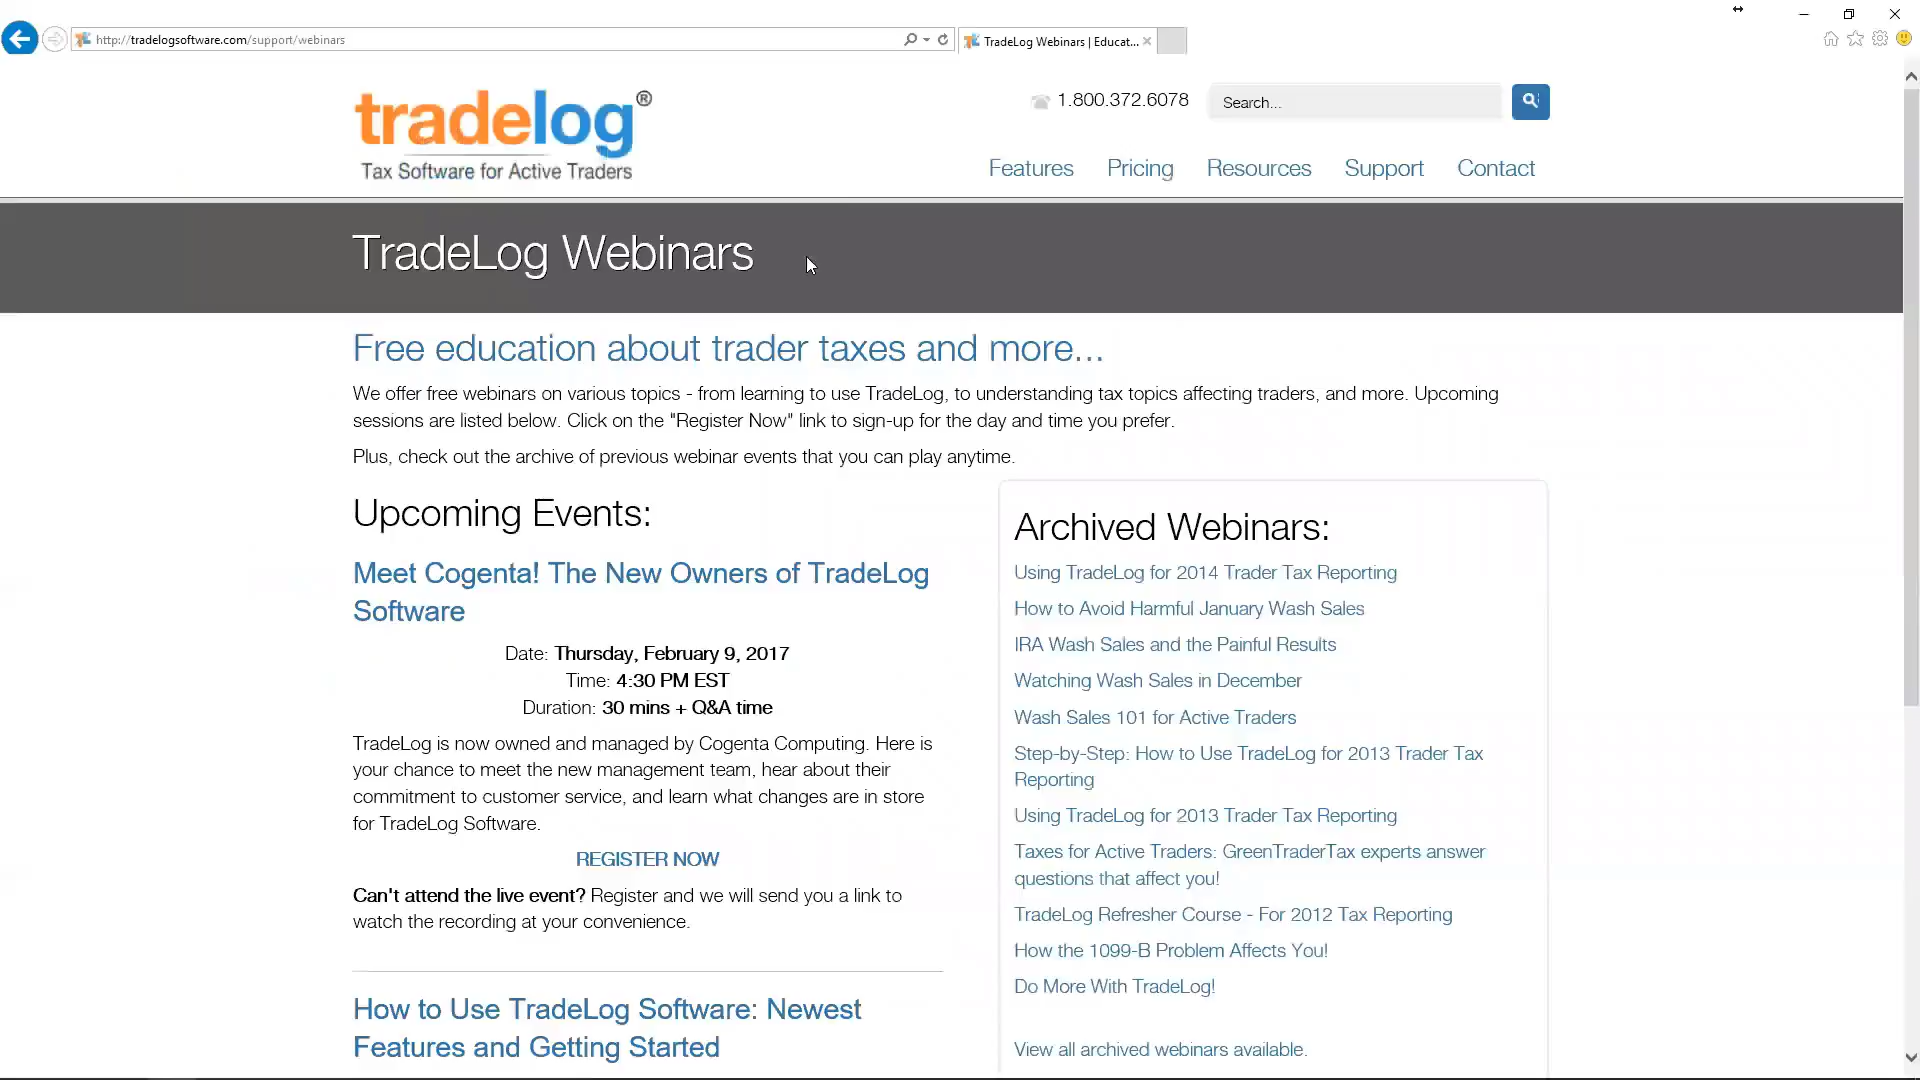 http://tradelogsoftware.com/support/webinars
TradeLog Webinars | Educat...
tradelog®
Tax Software for Active Traders
1.800.372.6078
Search...
Features
Pricing
Resources
Support
Contact
TradeLog Webinars
Free education about trader taxes and more...
We offer free webinars on various topics - from learning to use TradeLog, to understanding tax topics affecting traders, and more. Upcoming
sessions are listed below. Click on the "Register Now" link to sign-up for the day and time you prefer.
Plus, check out the archive of previous webinar events that you can play anytime.
Upcoming Events:
Meet Cogenta! The New Owners of TradeLog
Software
Date: Thursday, February 9, 2017
Time: 4:30 PM EST
Duration: 30 mins + Q&A time
TradeLog is now owned and managed by Cogenta Computing. Here is
your chance to meet the new management team, hear about their
commitment to customer service, and learn what changes are in store
for TradeLog Software.
REGISTER NOW
Can't attend the live event? Register and we will send you a link to
watch the recording at your convenience.
How to Use TradeLog Software: Newest
Features and Getting Started
Archived Webinars:
Using TradeLog for 2014 Trader Tax Reporting
How to Avoid Harmful January Wash Sales
IRA Wash Sales and the Painful Results
Watching Wash Sales in December
Wash Sales 101 for Active Traders
Step-by-Step: How to Use TradeLog for 2013 Trader Tax
Reporting
Using TradeLog for 2013 Trader Tax Reporting
Taxes for Active Traders: GreenTraderTax experts answer
questions that affect you!
TradeLog Refresher Course - For 2012 Tax Reporting
How the 1099-B Problem Affects You!
Do More With TradeLog!
View all archived webinars available.